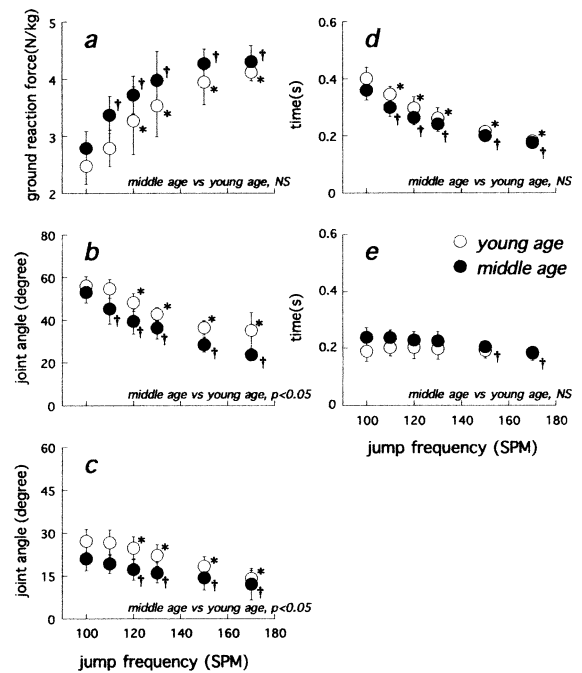 a
ground reaction force(N/kg)
5
4
3
2
† † † † †
* * * *
middle age vs young age, NS
b
joint angle (degree)
80
60
40
20
0
* * * *
† † † † †
middle age vs young age, p<0.05
c
joint angle (degree)
60
45
30
15
0
* * * *
† † † †
middle age vs young age, p<0.05
100 120 140 160 180
jump frequency (SPM)
d
time(s)
0.6
0.4
0.2
0
* * * * *
† † † † †
middle age vs young age, NS
e
time(s)
0.6
0.4
0.2
0
young age
middle age
† †
middle age vs young age, NS
100 120 140 160 180
jump frequency (SPM)